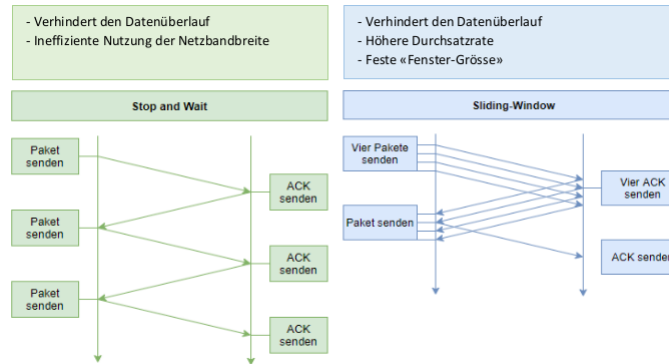 - Verhindert den Datenüberlauf
- Ineffiziente Nutzung der Netzbandbreite
- Verhindert den Datenüberlauf
- Höhere Durchsatzrate
- Feste «Fenster-Grösse»
Stop and Wait
Paket
senden
ACK
senden
Paket
senden
ACK
senden
Paket
senden
ACK
senden
Sliding-Window
Vier Pakete
senden
Vier ACK
senden
Paket senden
ACK senden